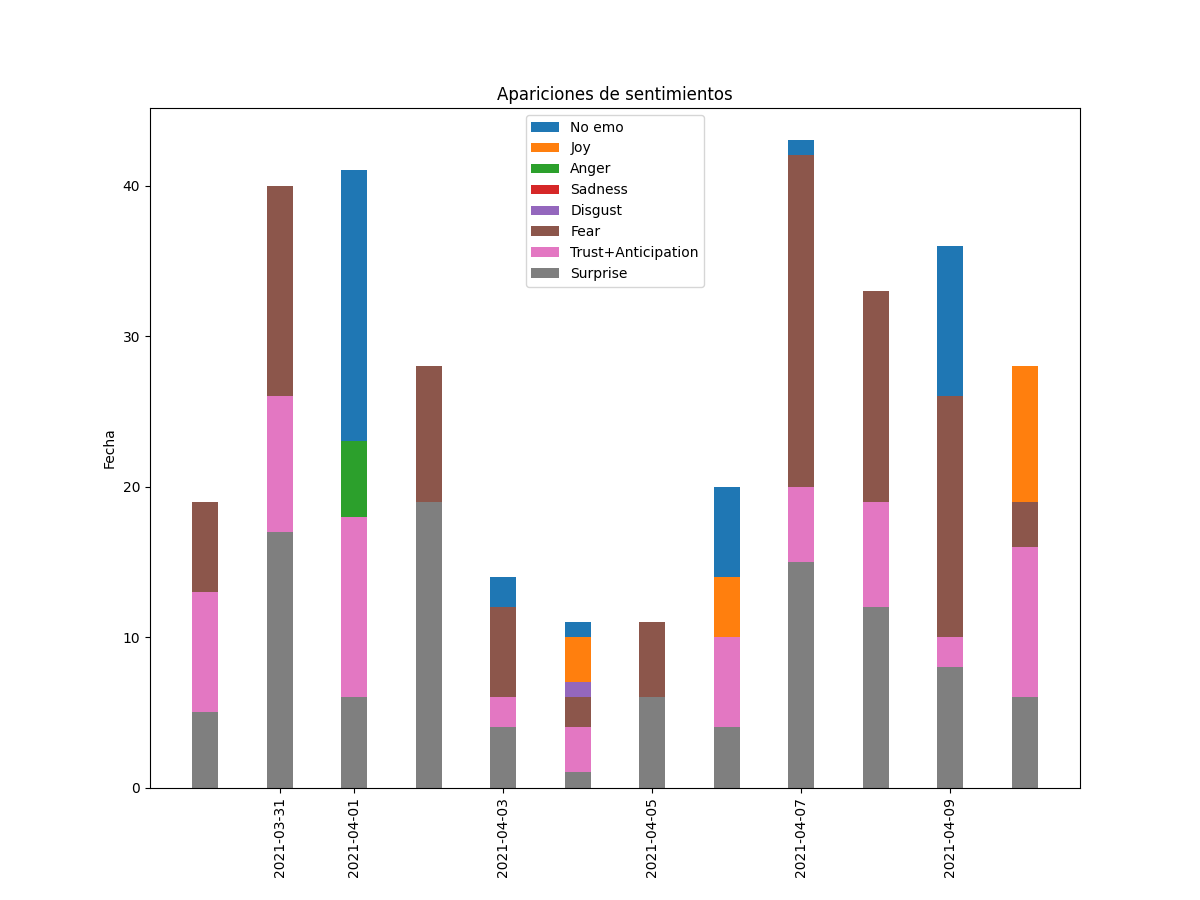 Apariciones de sentimientos
No emo
Joy
Anger
Sadness
Disgust
Fear
Trust+Anticipation
Surprise
Fecha
40
30
20
10
0
2021-03-31
2021-04-01
2021-04-03
2021-04-05
2021-04-07
2021-04-09